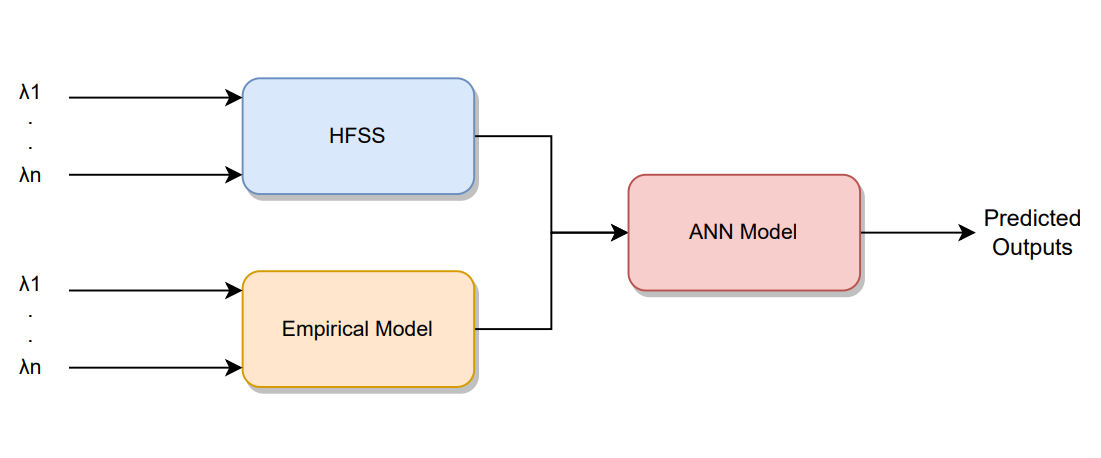 λ1
.
.
λn
HFSS
λ1
.
.
λn
Empirical Model
ANN Model
Predicted
Outputs